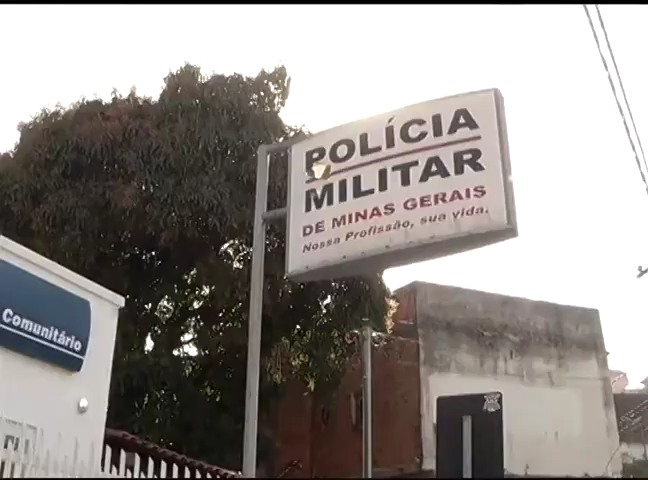 POLÍCIA
MILITAR
DE MINAS GERAIS
Nossa Profissão, sua vida.
Comunitário